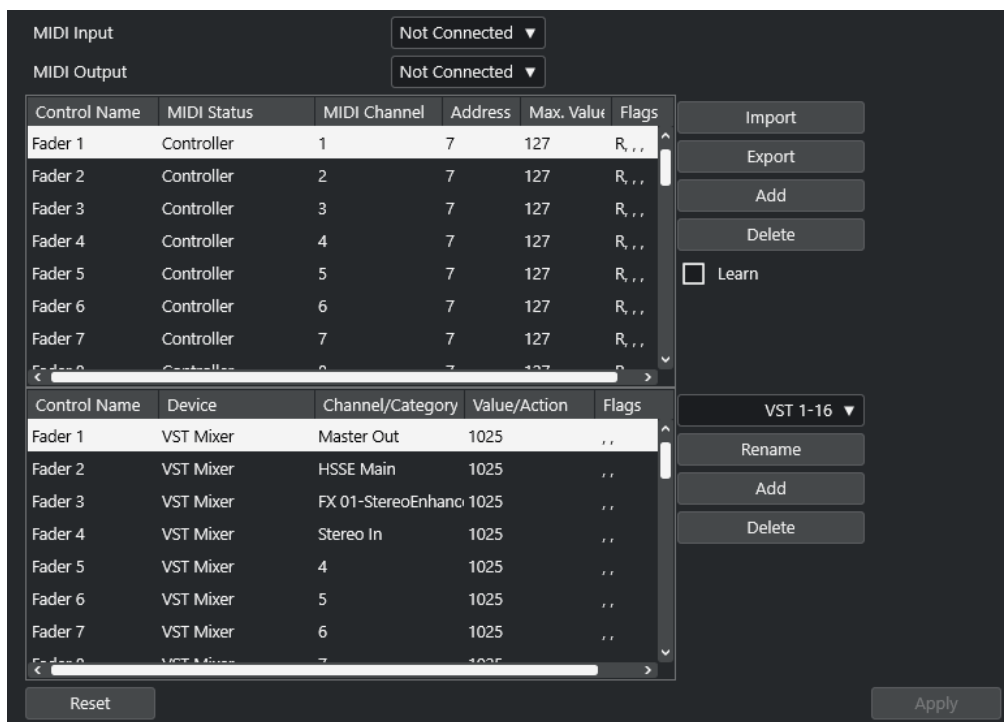 MIDI Input Not Connected
MIDI Output Not Connected
Control Name MIDI Status MIDI Channel Address Max. Value Flags
Import
Fader 1 Controller 1 7 127 R, , ,
Export
Fader 2 Controller 2 7 127 R, , ,
Add
Fader 3 Controller 3 7 127 R, , ,
Delete
Fader 4 Controller 4 7 127 R, , ,
Fader 5 Controller 5 7 127 R, , ,
Learn
Fader 6 Controller 6 7 127 R, , ,
Fader 7 Controller 7 7 127 R, , ,
Control Name Device Channel/Category Value/Action Flags
VST 1-16
Fader 1 VST Mixer Master Out 1025 , ,
Rename
Fader 2 VST Mixer HSSE Main 1025 , ,
Add
Fader 3 VST Mixer FX 01-StereoEnhanc 1025 , ,
Delete
Fader 4 VST Mixer Stereo In 1025 , ,
Fader 5 VST Mixer 4 1025 , ,
Fader 6 VST Mixer 5 1025 , ,
Fader 7 VST Mixer 6 1025 , ,
Reset Apply